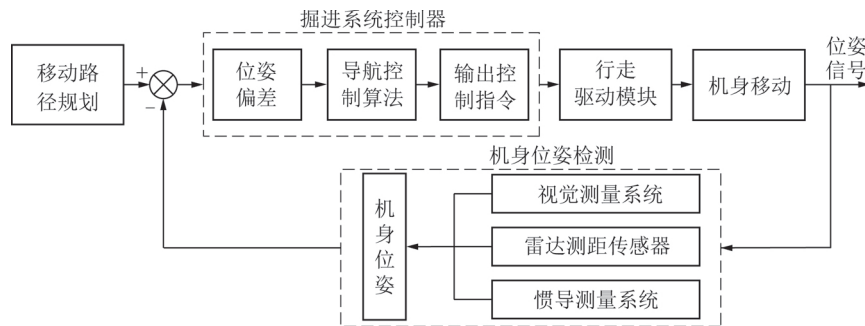 掘进系统控制器
移动路
径规划
+
−
位姿
偏差
导航控
制算法
输出控
制指令
行走
驱动模块
机身移动
位姿
信号
机身位姿检测
机
身
位
姿
视觉测量系统
雷达测距传感器
惯导测量系统